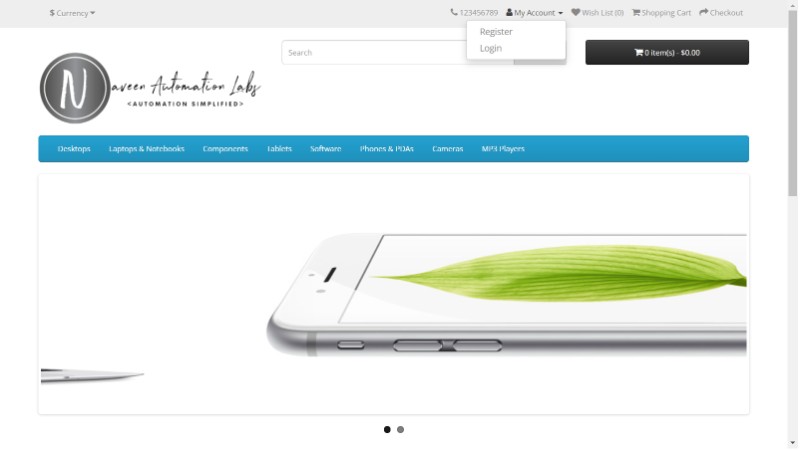 $ Currency
123456789 My Account Wish List (0) Shopping Cart Checkout
Register
Login
Search
0 item(s) - $0.00
N
aveen Automation Labs
<AUTOMATION SIMPLIFIED>
Desktops Laptops & Notebooks Components Tablets Software Phones & PDAs Cameras MP3 Players